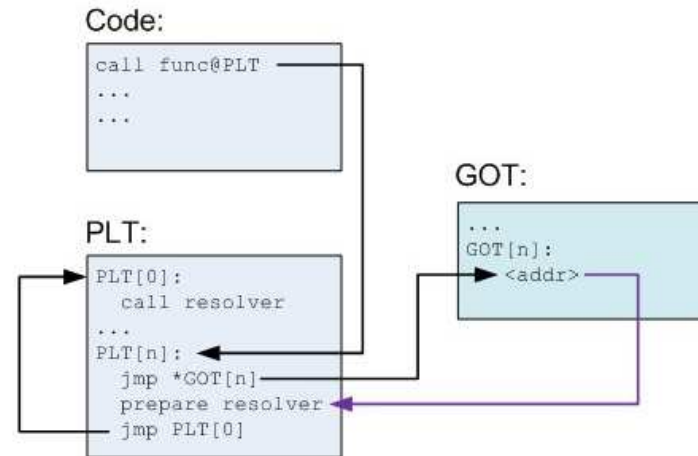 Code:
call func@PLT
...
...
PLT:
PLT[0]:
call resolver
...
PLT[n]:
jmp *GOT[n]
prepare resolver
jmp PLT[0]
GOT:
...
GOT[n]:
<addr>